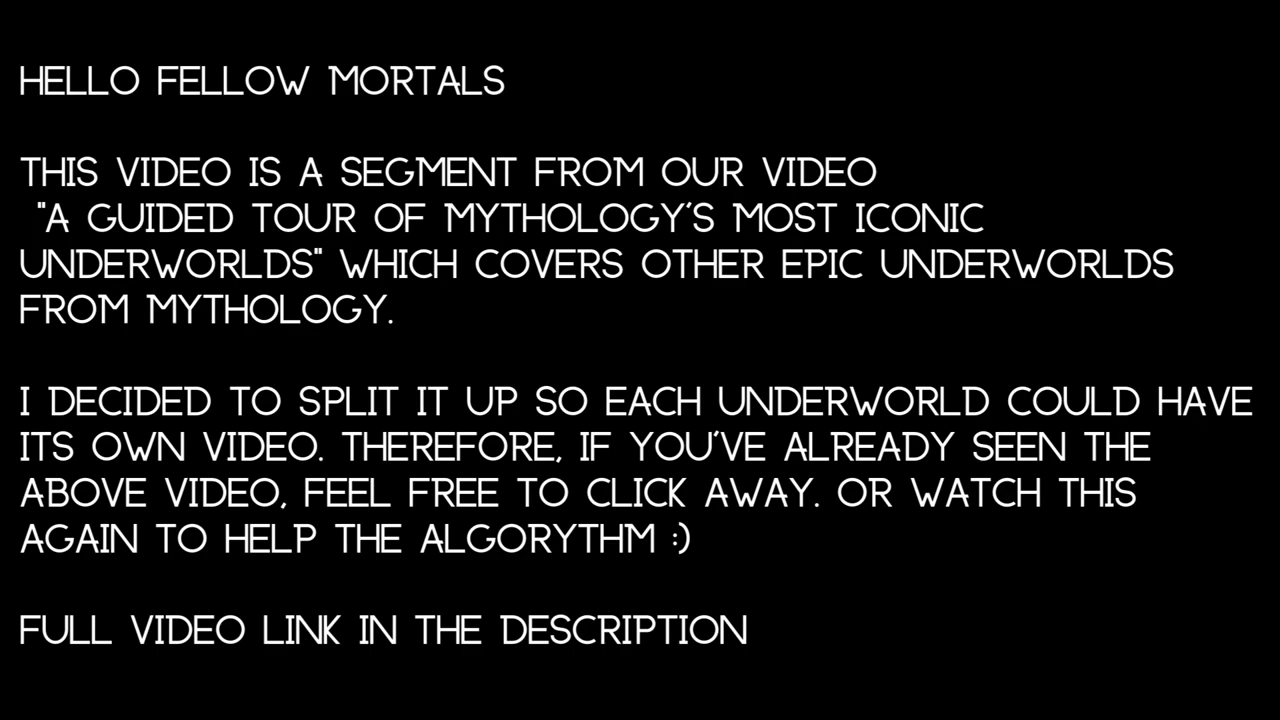 HELLO FELLOW MORTALS
THIS VIDEO IS A SEGMENT FROM OUR VIDEO
"A GUIDED TOUR OF MYTHOLOGY'S MOST ICONIC
UNDERWORLDS" WHICH COVERS OTHER EPIC UNDERWORLDS
FROM MYTHOLOGY.
I DECIDED TO SPLIT IT UP SO EACH UNDERWORLD COULD HAVE
ITS OWN VIDEO. THEREFORE, IF YOU'VE ALREADY SEEN THE
ABOVE VIDEO, FEEL FREE TO CLICK AWAY. OR WATCH THIS
AGAIN TO HELP THE ALGORYTHM :)
FULL VIDEO LINK IN THE DESCRIPTION